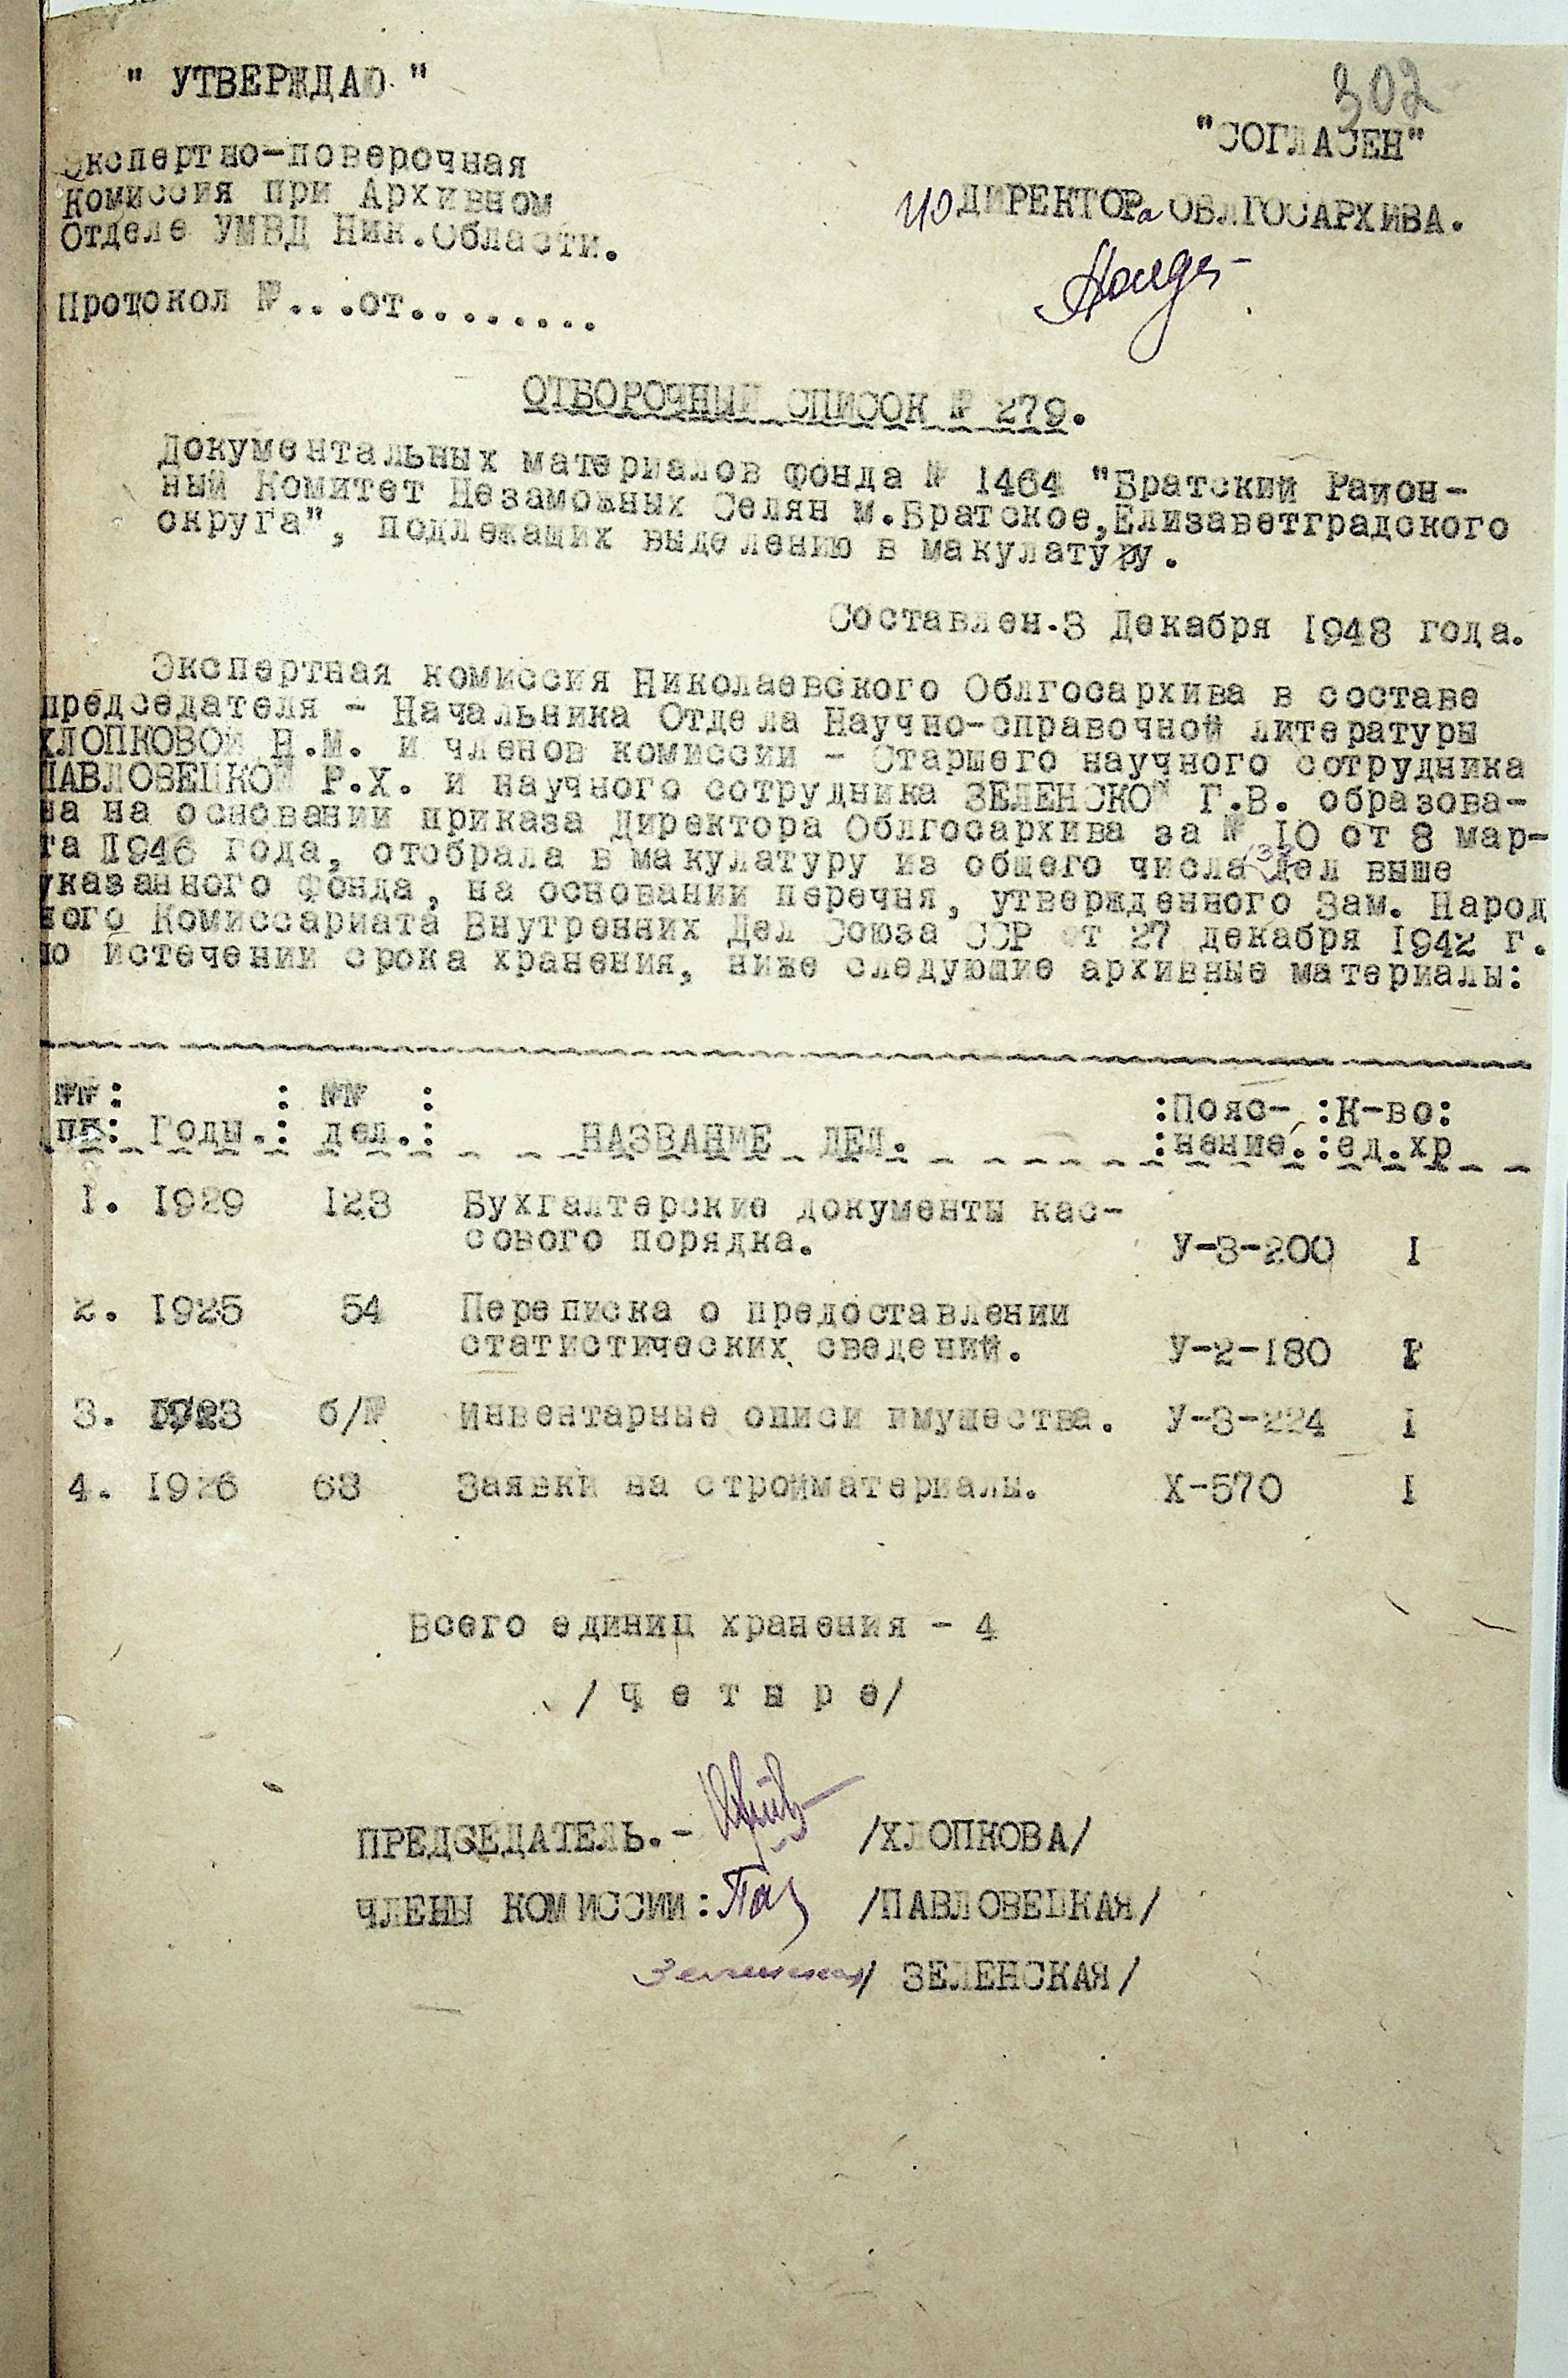 302
" УТВЕРЖДАЮ "
"СОГЛАСЕН"
Экспертно-поверочная
комиссия при Архивном
Отделе УМВД Ник.Области.
ИО ДИРЕКТОРа ОБЛГОСАРХИВА.
Протокол №...от........
ОТБОРОЧНЫЙ СПИСОК № 279.
Документальных материалов фонда № 1464 "Братский Район-
ный Комитет Незаможных Селян м.Братское,Елизаветградского
округа", подлежащих выделению в макулатуру.
Составлен.3 Декабря 1948 года.
Экспертная комиссия Николаевского Облгосархива в составе
председателя - Начальника Отдела Научно-справочной литературы
ХЛОПКОВОЙ Н.М. и членов комиссии - Старшего научного сотрудника
ПАВЛОВЕЦКОЙ Р.Х. и научного сотрудника ЗЕЛЕНСКОЙ Г.В. образова-
на на основании приказа Директора Облгосархива за № 10 от 8 мар-
та 1946 года, отобрала в макулатуру из общего числа дел выше
указанного фонда, на основании перечня, утвержденного Зам. Народ
ного Комиссариата Внутренних Дел Союза ССР от 27 декабря 1942 г.
по истечении срока хранения, ниже следующие архивные материалы:
№№ : : №№ : :Пояс- :К-во:
пп: Годы.: дел.: НАЗВАНИЕ ДЕЛ. :нение.:ед.хр
1. 1929 123 Бухгалтерские документы кас-
сового порядка. У-3-200 1
2. 1925 54 Переписка о предоставлении
статистических сведений. У-2-180 1
3. 1923 б/№ Инвентарные описи имущества. У-3-224 1
4. 1926 63 Заявки на стройматериалы. Х-570 1
Всего единиц хранения - 4
/ч е т ы р е/
ПРЕДСЕДАТЕЛЬ.- /ХЛОПКОВА/
ЧЛЕНЫ КОМИССИИ: Пав /ПАВЛОВЕЦКАЯ/
Зеленская / ЗЕЛЕНСКАЯ/